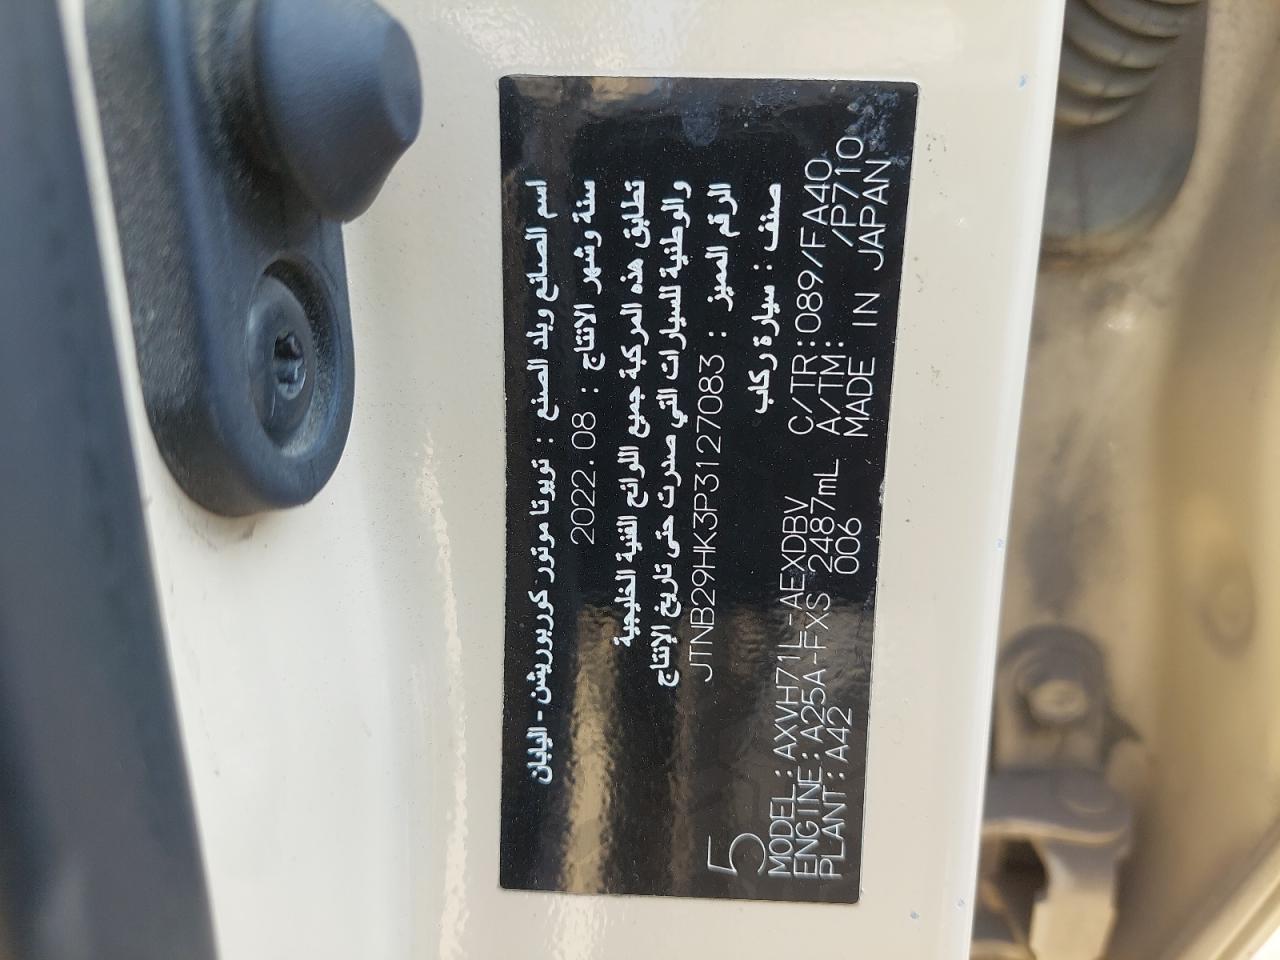 اسم الصانع وبلد الصنع : تويوتا موتور كوربوريشن - اليابان
سنة وشهر الانتاج : 2022.08
تطابق هذه المركبة جميع اللوائح الفنية الخليجية
والوطنية للسيارات التي صدرت حتى تاريخ الإنتاج
الرقم المميز : JTNB29HK3P3127083
صنف : سيارة ركاب
5
MODEL:AXVH71L-AEXDBV C/TR:089/FA40
ENGINE:A25A-FXS 2487mL A/TM: /P710
PLANT:A42 006 MADE IN JAPAN